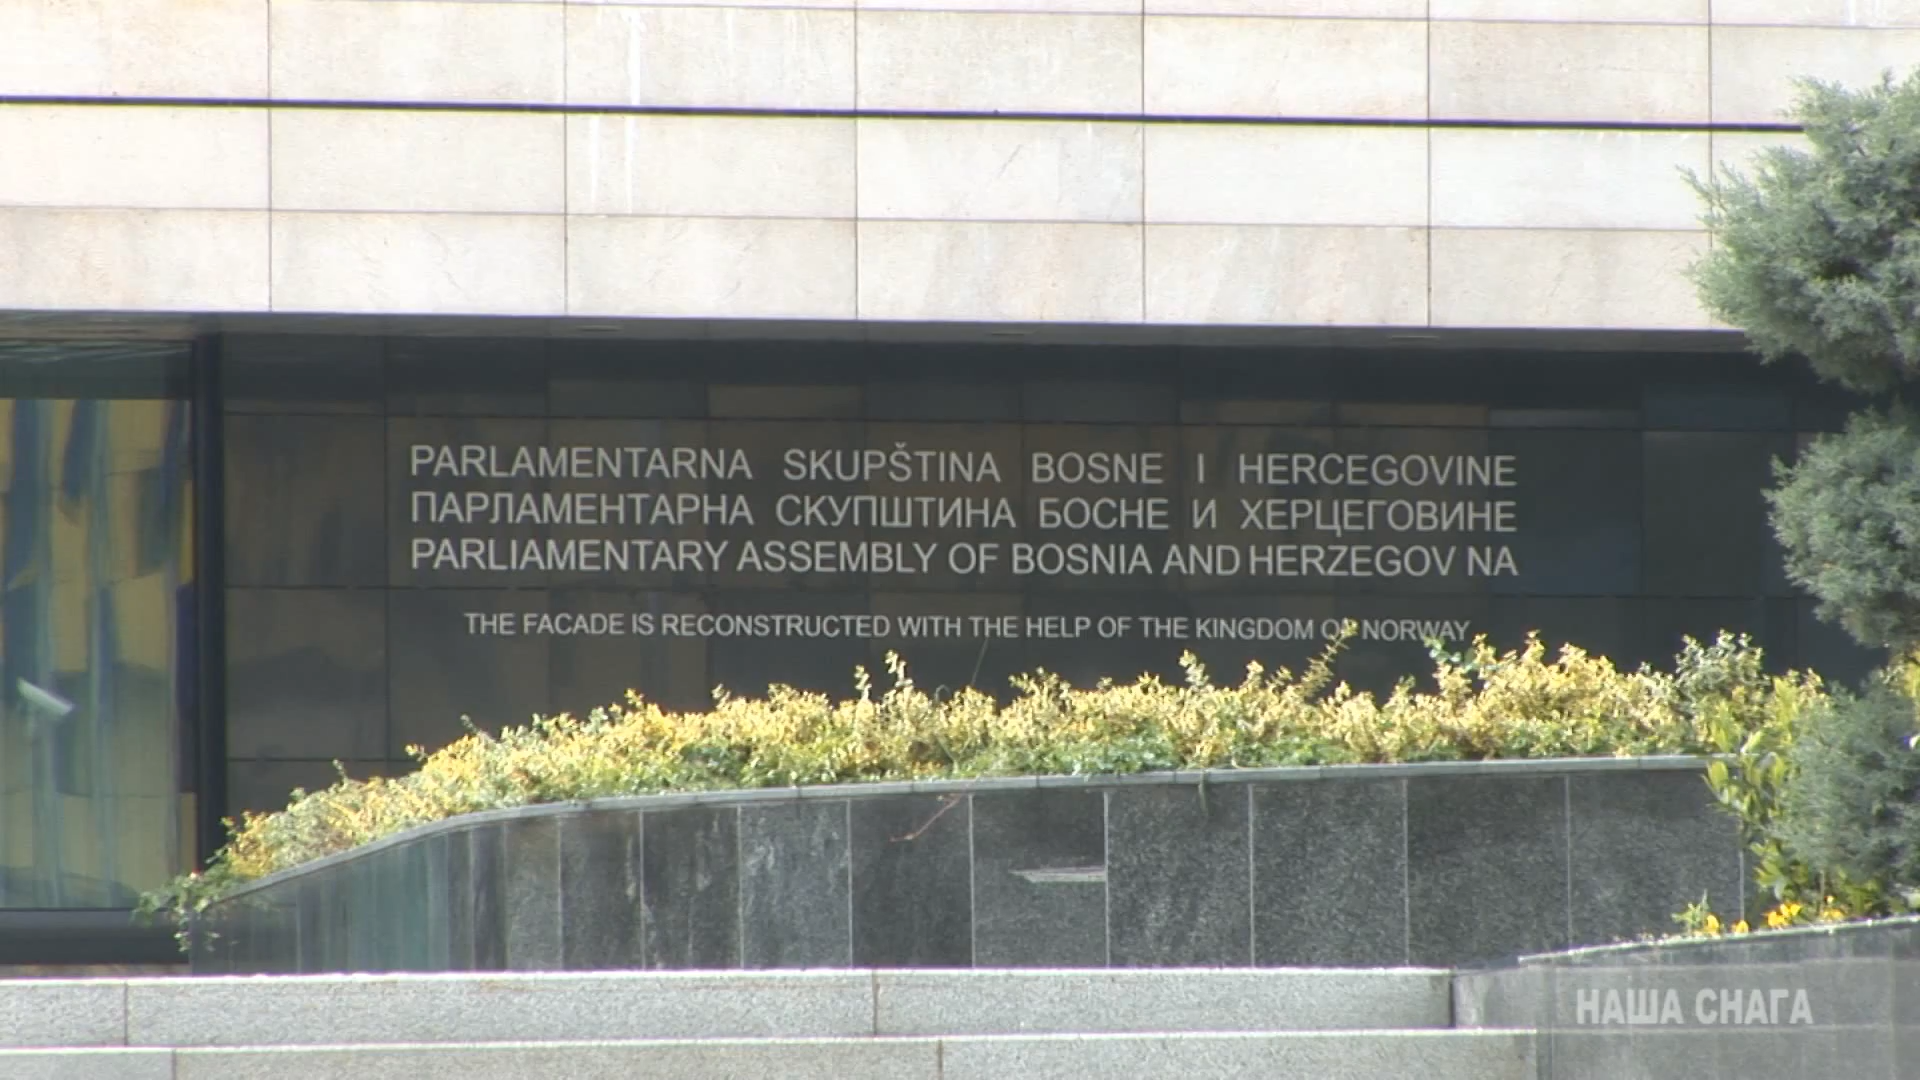 PARLAMENTARNA SKUPŠTINA BOSNE I HERCEGOVINE
ПАРЛАМЕНТАРНА СКУПШТИНА БОСНЕ И ХЕРЦЕГОВИНЕ
PARLIAMENTARY ASSEMBLY OF BOSNIA AND HERZEGOV NA
THE FACADE IS RECONSTRUCTED WITH THE HELP OF THE KINGDOM OF NORWAY
НАША СНАГА